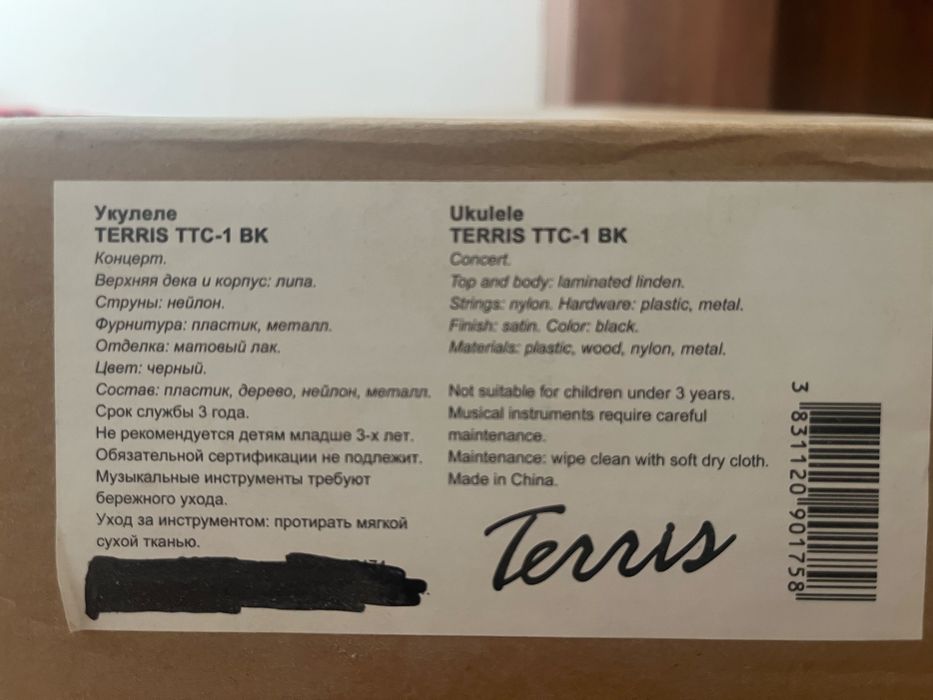 Укулеле
TERRIS TTC-1 BK
Концерт.
Верхняя дека и корпус: липа.
Струны: нейлон.
Фурнитура: пластик, металл.
Отделка: матовый лак.
Цвет: черный.
Состав: пластик, дерево, нейлон, металл.
Срок службы 3 года.
Не рекомендуется детям младше 3-х лет.
Обязательной сертификации не подлежит.
Музыкальные инструменты требуют
бережного ухода.
Уход за инструментом: протирать мягкой
сухой тканью.
Ukulele
TERRIS TTC-1 BK
Concert.
Top and body: laminated linden.
Strings: nylon. Hardware: plastic, metal.
Finish: satin. Color: black.
Materials: plastic, wood, nylon, metal.
Not suitable for children under 3 years.
Musical instruments require careful
maintenance.
Maintenance: wipe clean with soft dry cloth.
Made in China.
Terris
3 831120 901758